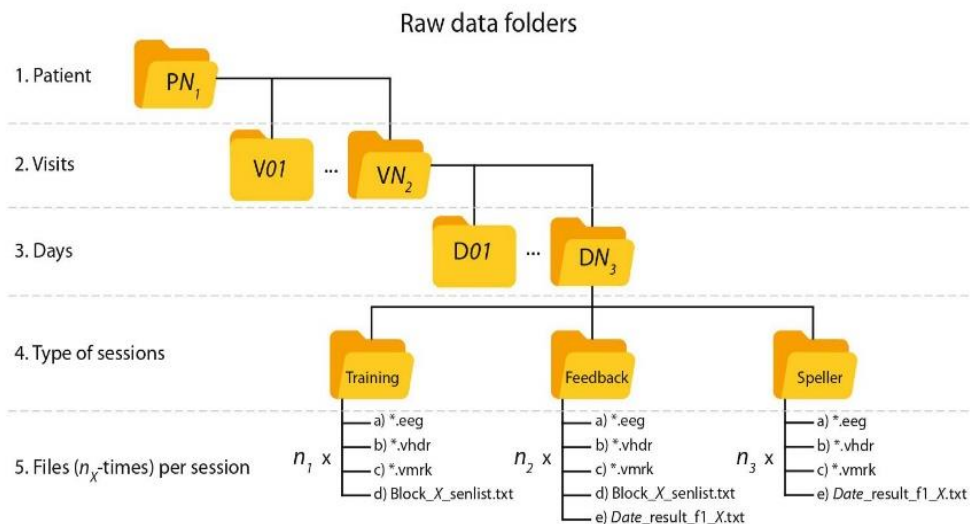 Raw data folders
1. Patient
PN₁
2. Visits
V01 ... VN₂
3. Days
D01 ... DN₃
4. Type of sessions
Training Feedback Speller
5. Files (nₓ-times) per session
n₁ x
a) *.eeg
b) *.vhdr
c) *.vmrk
d) Block_X_senlist.txt
n₂ x
a) *.eeg
b) *.vhdr
c) *.vmrk
d) Block_X_senlist.txt
e) Date_result_f1_X.txt
n₃ x
a) *.eeg
b) *.vhdr
c) *.vmrk
e) Date_result_f1_X.txt